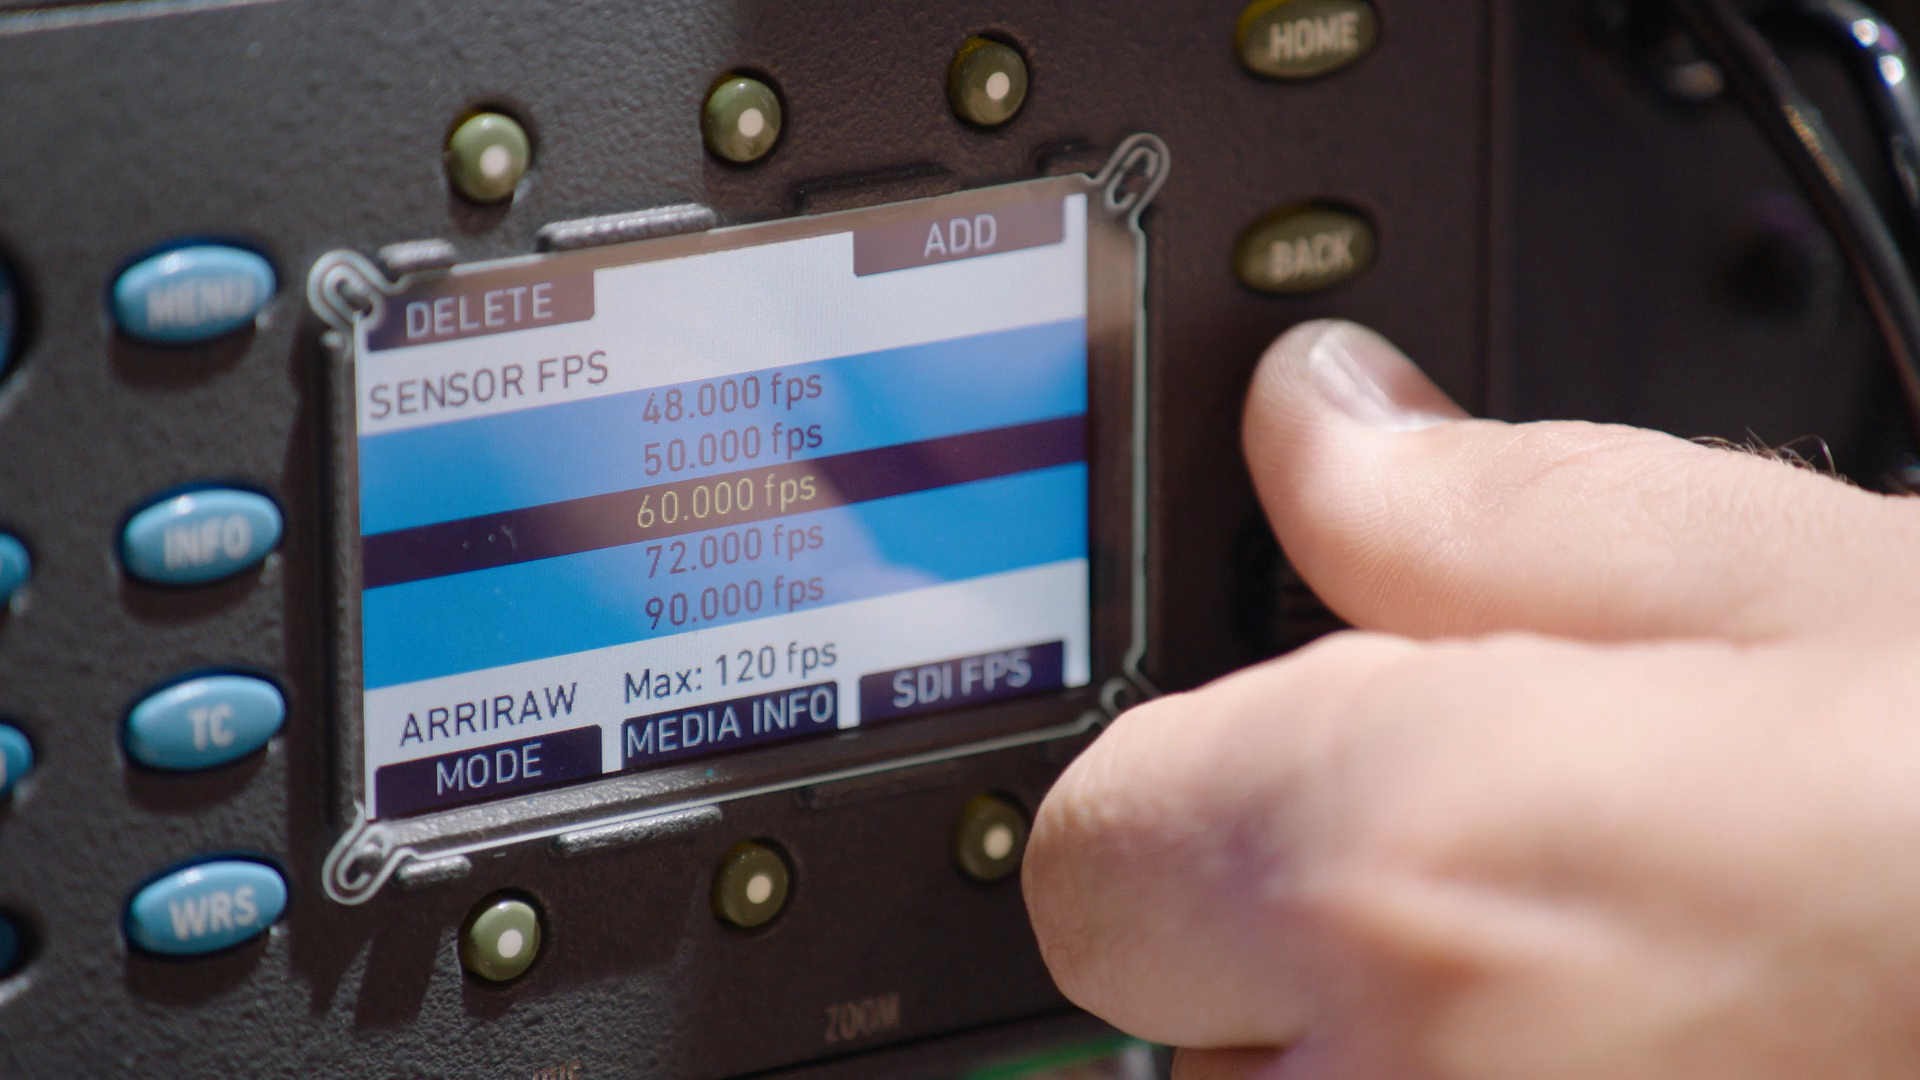 HOME
ADD
BACK
DELETE
MENU
SENSOR FPS
48.000 fps
50.000 fps
60.000 fps
72.000 fps
90.000 fps
INFO
Max: 120 fps
ARRIRAW
SDI FPS
MEDIA INFO
MODE
TC
WRS
ZOOM